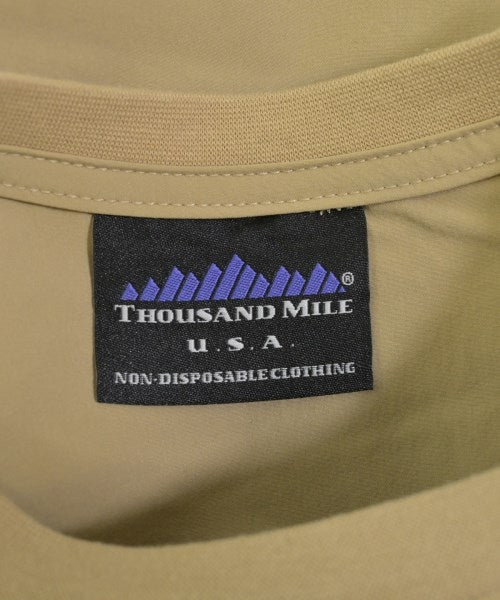 ®
THOUSAND MILE
U.S.A.
NON-DISPOSABLE CLOTHING